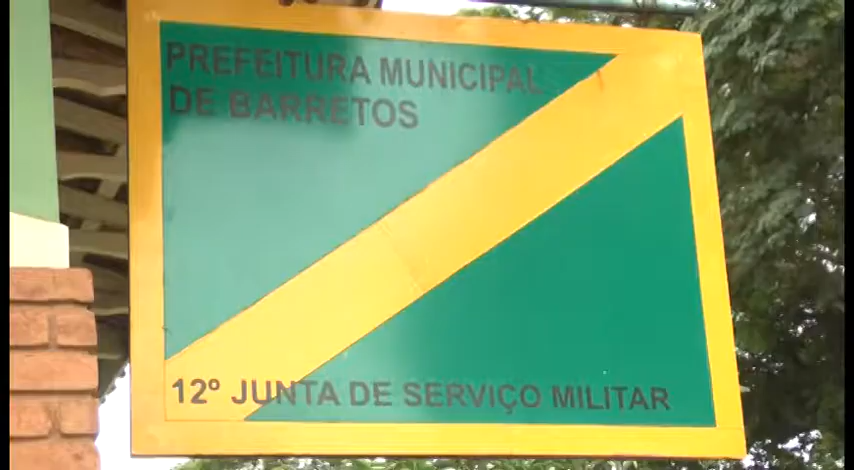 PREFEITURA MUNICIPAL
DE BARRETOS
12º JUNTA DE SERVIÇO MILITAR